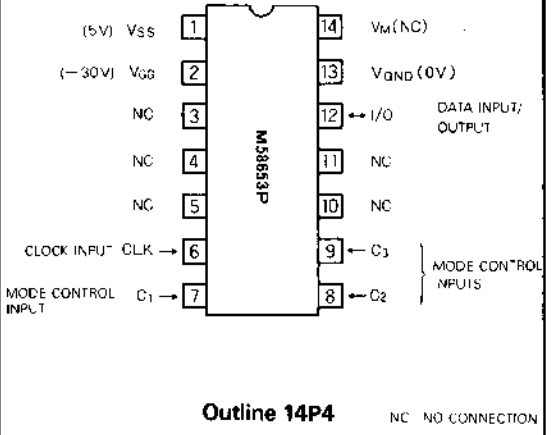 (5V) VSS 1 14 VM(NC)
(−30V) VGG 2 13 VGND(0V)
NC 3 12 ↔ I/O DATA INPUT/
OUTPUT
NC 4 11 NC
M58653P
NC 5 10 NC
CLOCK INPUT CLK → 6 9 ← C3
MODE CONTROL
INPUT C1 → 7 8 ← C2
MODE CONTROL
INPUTS
Outline 14P4
NC NO CONNECTION